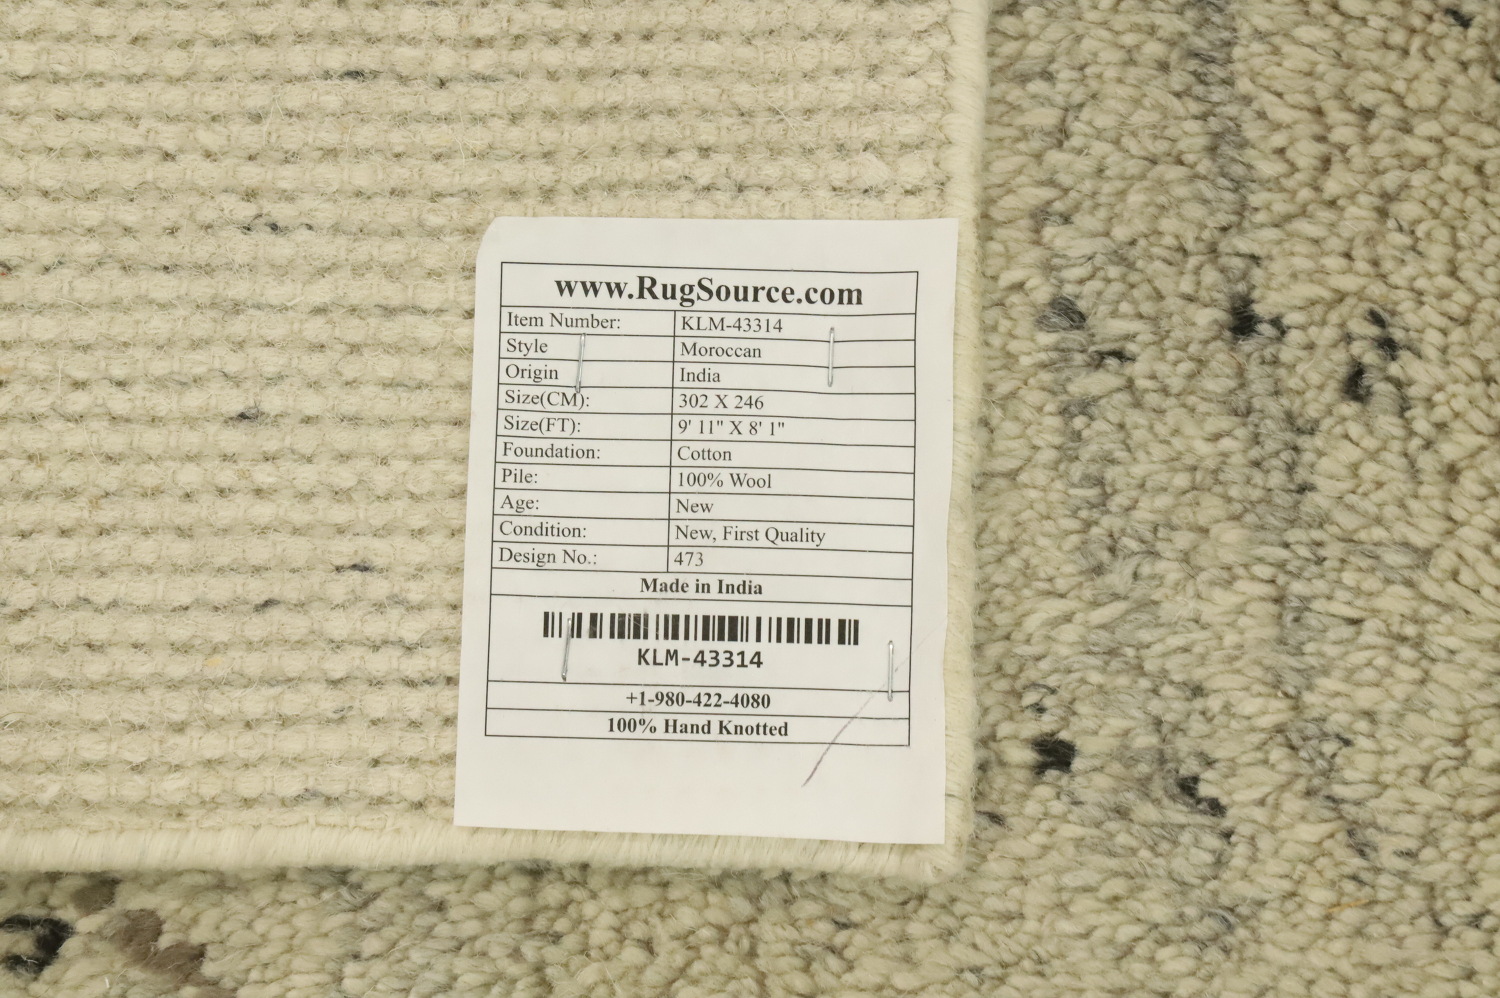 www.RugSource.com
Item Number: KLM-43314
Style Moroccan
Origin India
Size(CM): 302 X 246
Size(FT): 9' 11" X 8' 1"
Foundation: Cotton
Pile: 100% Wool
Age: New
Condition: New, First Quality
Design No.: 473
Made in India
KLM-43314
+1-980-422-4080
100% Hand Knotted